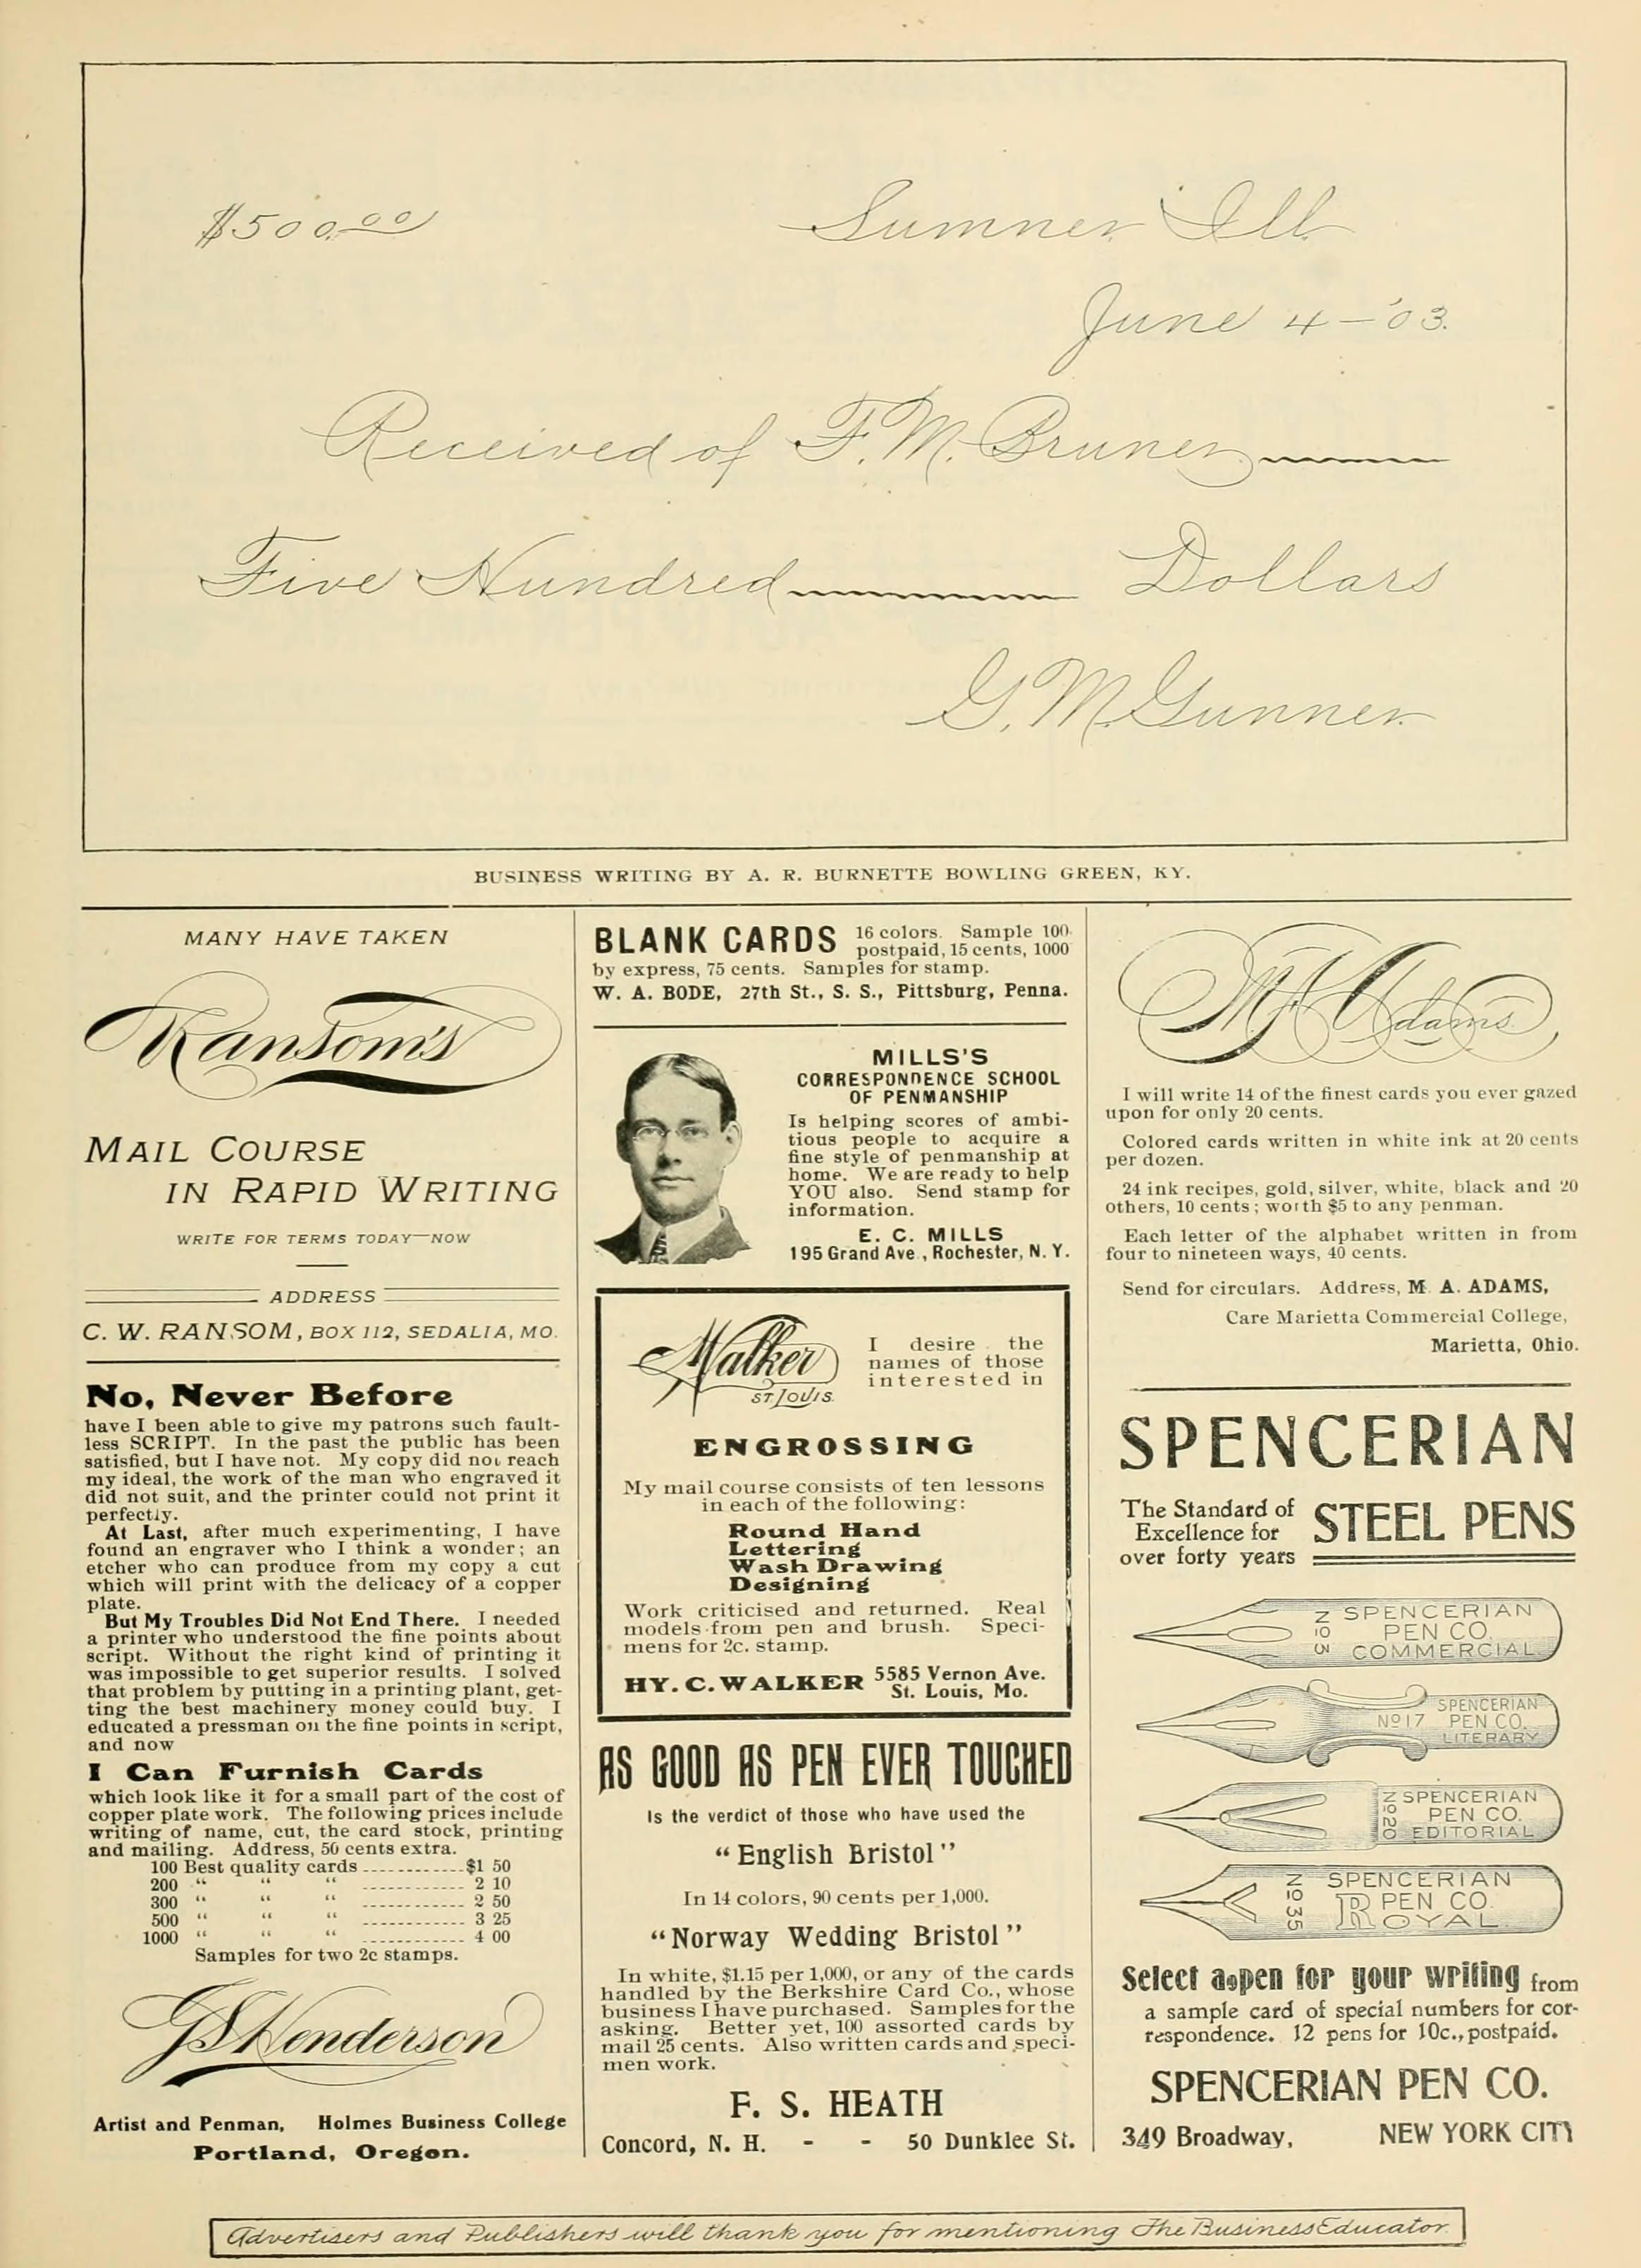 $500.00
Sumner Ill.
June 4-'03.
Received of F. M. Bruner
Five Hundred Dollars
G. M. Gunner
BUSINESS WRITING BY A. R. BURNETTE BOWLING GREEN, KY.
MANY HAVE TAKEN
Ransom's
MAIL COURSE
IN RAPID WRITING
WRITE FOR TERMS TODAY—NOW
ADDRESS
C. W. RANSOM, BOX 112, SEDALIA, MO.
No, Never Before
have I been able to give my patrons such fault-
less SCRIPT. In the past the public has been
satisfied, but I have not. My copy did not reach
my ideal, the work of the man who engraved it
did not suit, and the printer could not print it
perfectly.
At Last, after much experimenting, I have
found an engraver who I think a wonder; an
etcher who can produce from my copy a cut
which will print with the delicacy of a copper
plate.
But My Troubles Did Not End There. I needed
a printer who understood the fine points about
script. Without the right kind of printing it
was impossible to get superior results. I solved
that problem by putting in a printing plant, get-
ting the best machinery money could buy. I
educated a pressman on the fine points in script,
and now
I Can Furnish Cards
which look like it for a small part of the cost of
copper plate work. The following prices include
writing of name, cut, the card stock, printing
and mailing. Address, 50 cents extra.
100 Best quality cards ------------ $1 50
200 " " " ------------ 2 10
300 " " " ------------ 2 50
500 " " " ------------ 3 25
1000 " " " ------------ 4 00
Samples for two 2c stamps.
G S Henderson
Artist and Penman, Holmes Business College
Portland, Oregon.
BLANK CARDS 16 colors. Sample 100
postpaid, 15 cents, 1000
by express, 75 cents. Samples for stamp.
W. A. BODE, 27th St., S. S., Pittsburg, Penna.
MILLS'S
CORRESPONDENCE SCHOOL
OF PENMANSHIP
Is helping scores of ambi-
tious people to acquire a
fine style of penmanship at
home. We are ready to help
YOU also. Send stamp for
information.
E. C. MILLS
195 Grand Ave., Rochester, N. Y.
Walker
ST. LOUIS.
I desire the
names of those
interested in
ENGROSSING
My mail course consists of ten lessons
in each of the following:
Round Hand
Lettering
Wash Drawing
Designing
Work criticised and returned. Real
models from pen and brush. Speci-
mens for 2c. stamp.
HY. C. WALKER 5585 Vernon Ave.
St. Louis, Mo.
AS GOOD AS PEN EVER TOUCHED
Is the verdict of those who have used the
"English Bristol"
In 14 colors, 90 cents per 1,000.
"Norway Wedding Bristol"
In white, $1.15 per 1,000, or any of the cards
handled by the Berkshire Card Co., whose
business I have purchased. Samples for the
asking. Better yet, 100 assorted cards by
mail 25 cents. Also written cards and speci-
men work.
F. S. HEATH
Concord, N. H. - - 50 Dunklee St.
M A Adams
I will write 14 of the finest cards you ever gazed
upon for only 20 cents.
Colored cards written in white ink at 20 cents
per dozen.
24 ink recipes, gold, silver, white, black and 20
others, 10 cents; worth $5 to any penman.
Each letter of the alphabet written in from
four to nineteen ways, 40 cents.
Send for circulars. Address, M. A. ADAMS,
Care Marietta Commercial College,
Marietta, Ohio.
SPENCERIAN
The Standard of
Excellence for
over forty years
STEEL PENS
No 3 SPENCERIAN
PEN CO.
COMMERCIAL
No 17 SPENCERIAN
PEN CO.
LITERARY
No 20 SPENCERIAN
PEN CO.
EDITORIAL
No 35 SPENCERIAN
PEN CO.
ROYAL
Select a pen for your writing from
a sample card of special numbers for cor-
respondence. 12 pens for 10c., postpaid.
SPENCERIAN PEN CO.
349 Broadway, NEW YORK CITY
Advertisers and Publishers will thank you for mentioning The Business Educator.